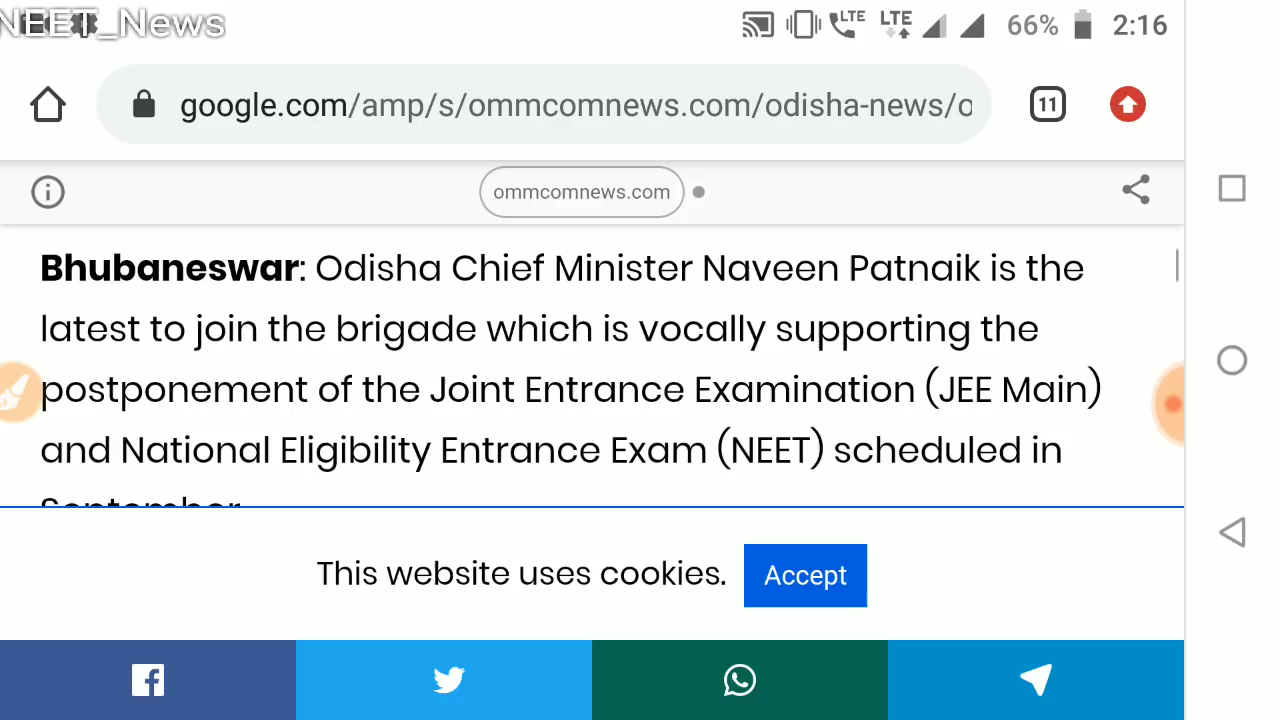 NEET_News
LTE LTE 66% 2:16
google.com/amp/s/ommcomnews.com/odisha-news/o
11
ommcomnews.com
Bhubaneswar: Odisha Chief Minister Naveen Patnaik is the
latest to join the brigade which is vocally supporting the
postponement of the Joint Entrance Examination (JEE Main)
and National Eligibility Entrance Exam (NEET) scheduled in
September
This website uses cookies. Accept